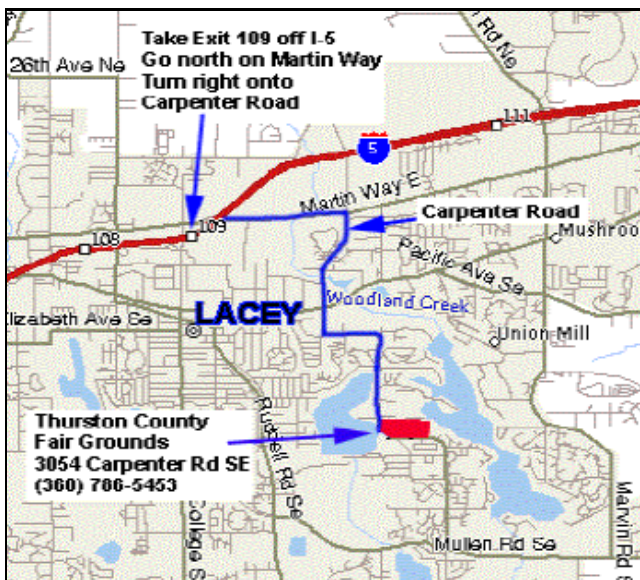 Take Exit 109 off I-5
Go north on Martin Way
Turn right onto
Carpenter Road
26th Ave Ne
Rd Ne
111
5
Martin Way E
Carpenter Road
109
108
Mushroo
Pacific Ava Se
Woodland Creek
Elizabeth Ave Se
LACEY
Union Mill
Thurston County
Fair Grounds
3054 Carpenter Rd SE
(360) 786-5453
Ruddell Rd Se
College S
Mullen Rd Se
Marvin Rd